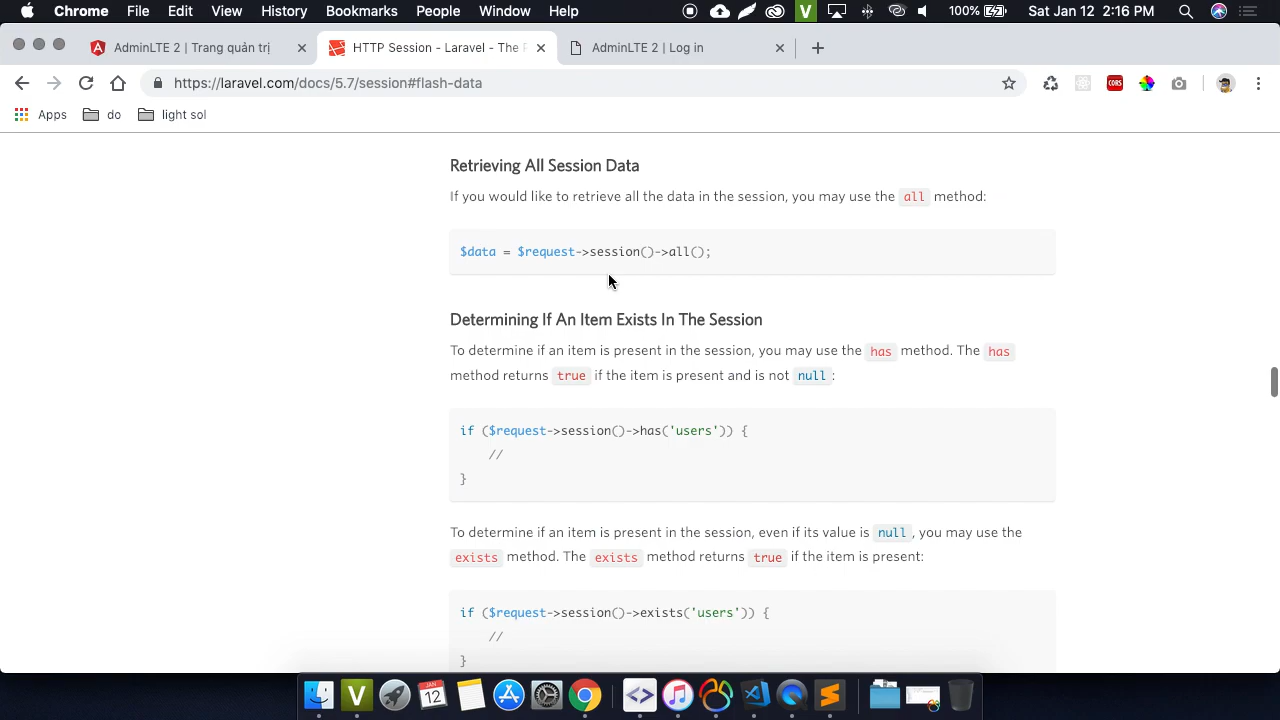 Chrome File Edit View History Bookmarks People Window Help V 100% Sat Jan 12 2:16 PM
AdminLTE 2 | Trang quản trị
HTTP Session - Laravel - The
AdminLTE 2 | Log in
https://laravel.com/docs/5.7/session#flash-data
CORS
Apps do light sol
Retrieving All Session Data
If you would like to retrieve all the data in the session, you may use the all method:
$data = $request->session()->all();
Determining If An Item Exists In The Session
To determine if an item is present in the session, you may use the has method. The has
method returns true if the item is present and is not null :
if ($request->session()->has('users')) {
//
}
To determine if an item is present in the session, even if its value is null , you may use the
exists method. The exists method returns true if the item is present:
if ($request->session()->exists('users')) {
//
}
V
JAN
12